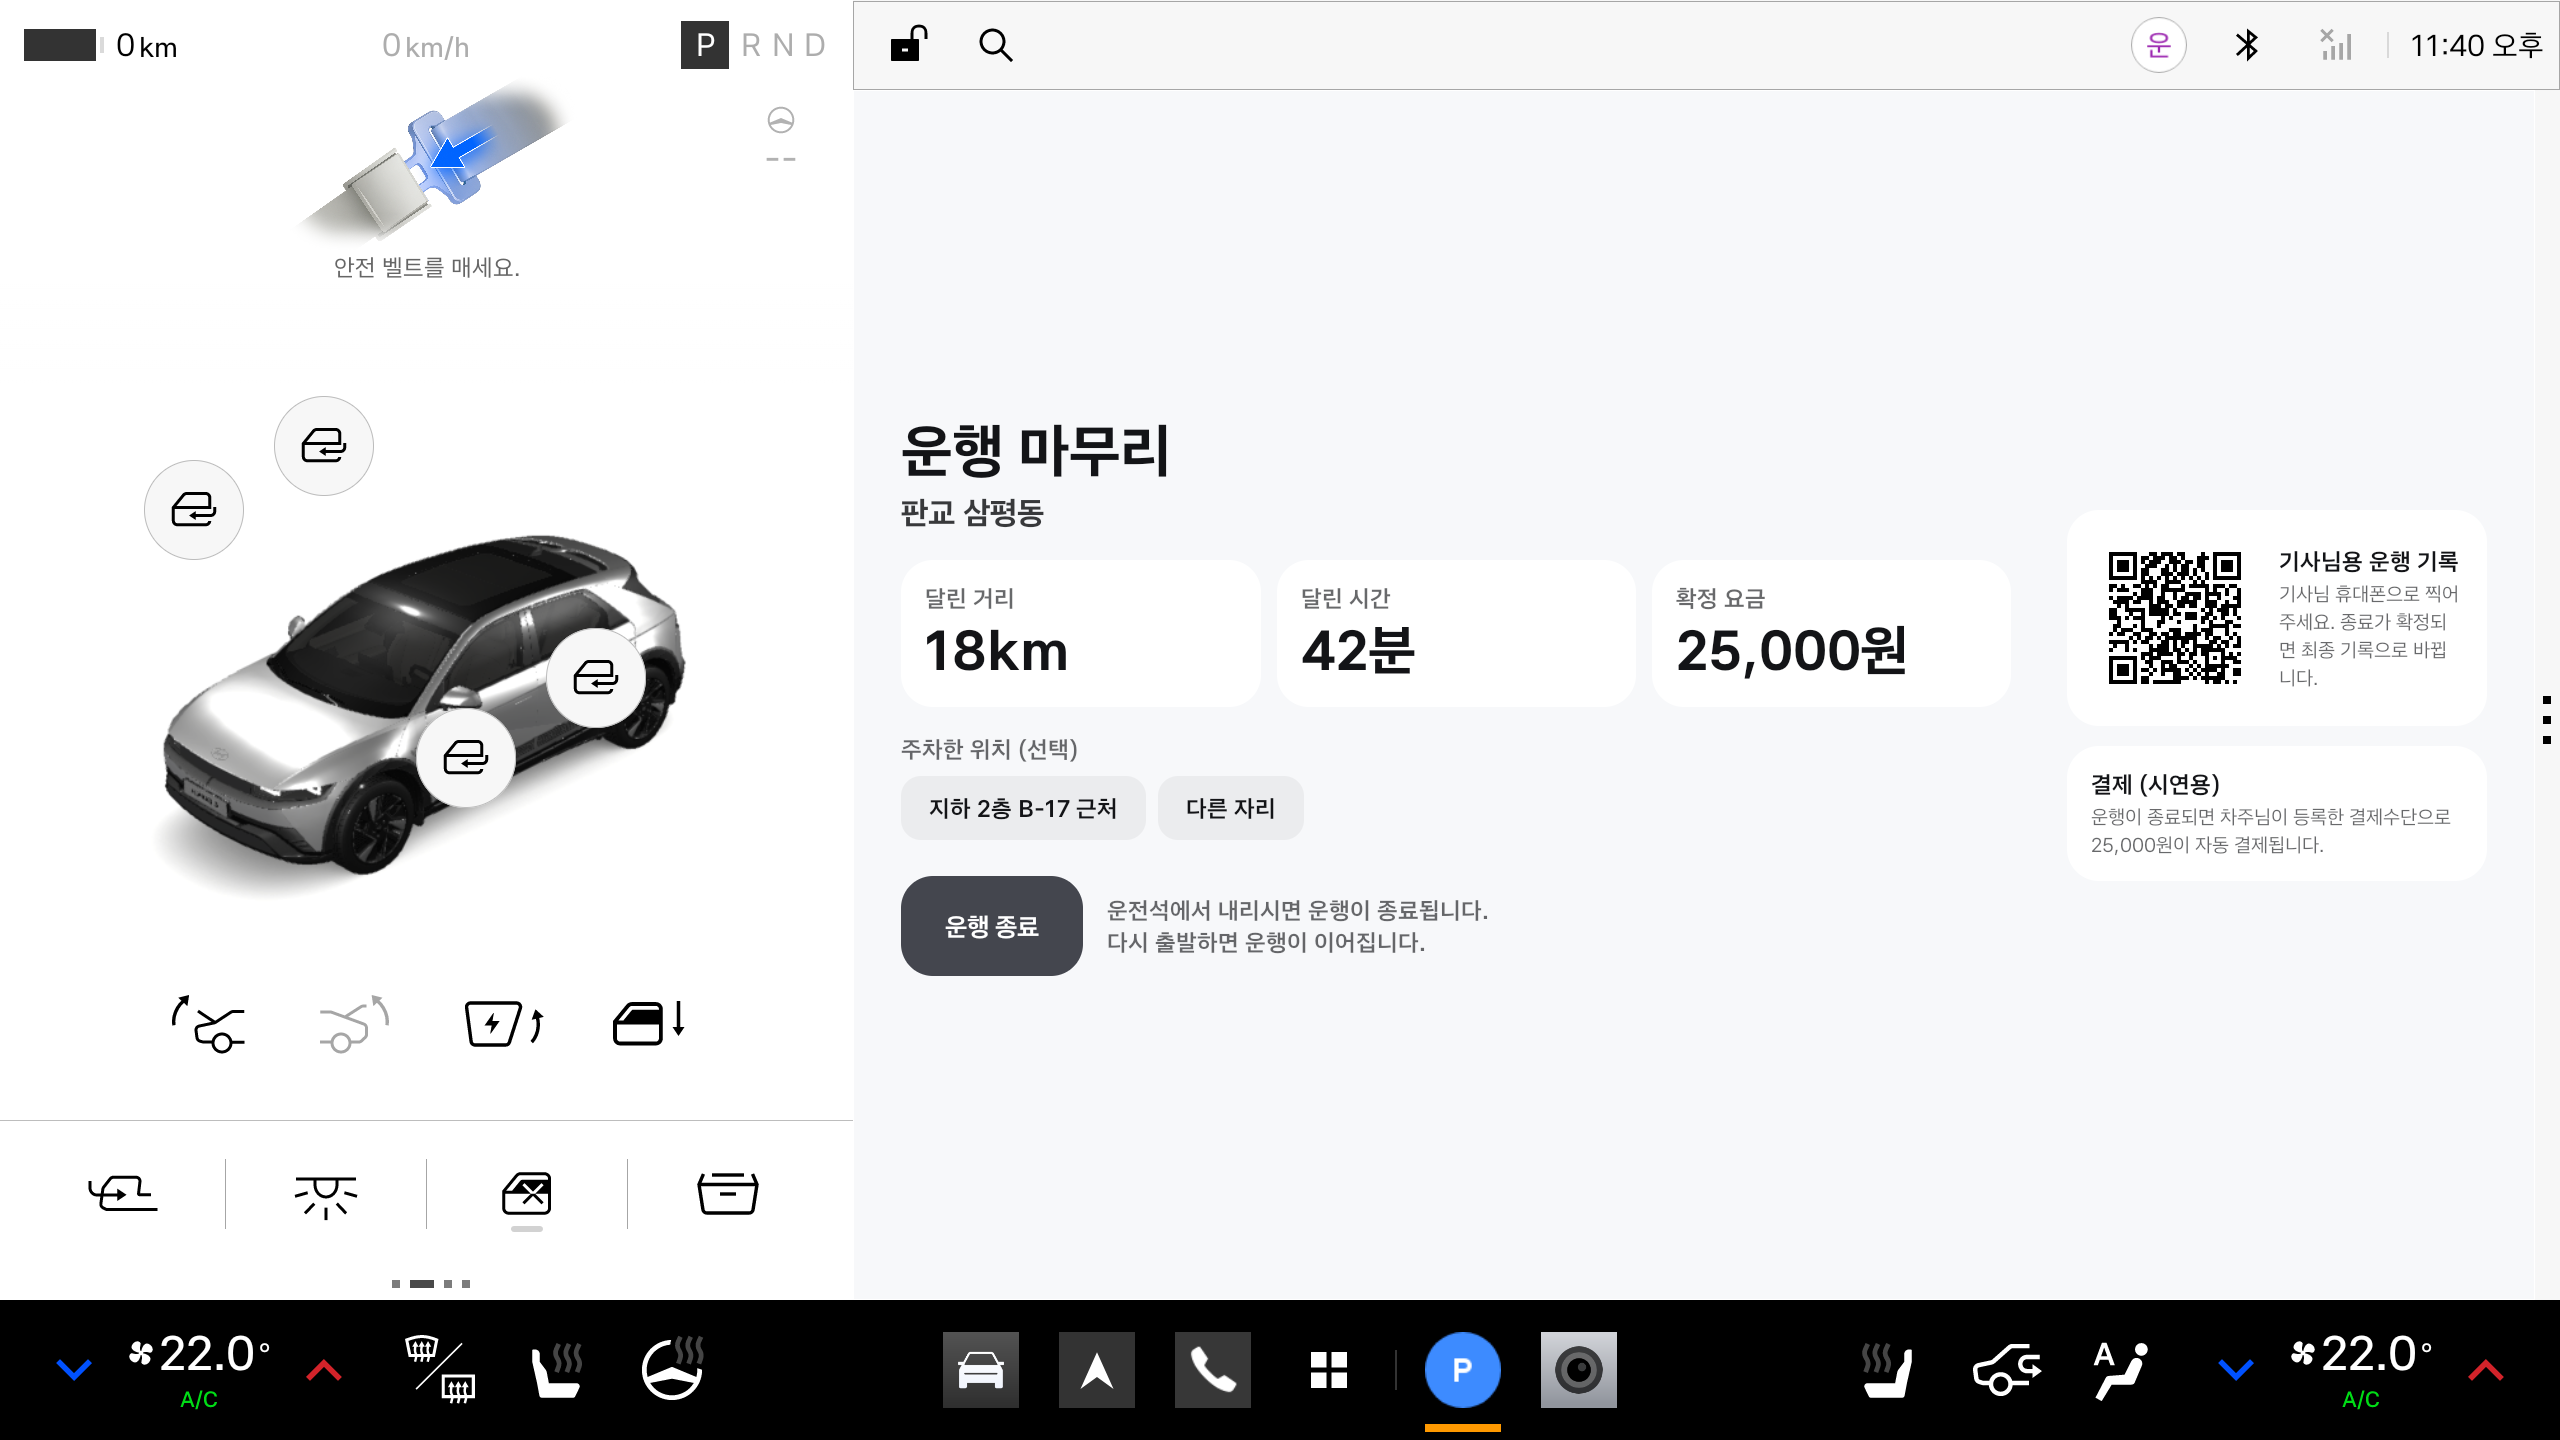 0 km
0 km/h
P R N D
운
11:40 오후
--
안전 벨트를 매세요.
운행 마무리
판교 삼평동
달린 거리
18km
달린 시간
42분
확정 요금
25,000원
주차한 위치 (선택)
지하 2층 B-17 근처
다른 자리
운행 종료
운전석에서 내리시면 운행이 종료됩니다.
다시 출발하면 운행이 이어집니다.
기사님용 운행 기록
기사님 휴대폰으로 찍어
주세요. 종료가 확정되
면 최종 기록으로 바뀝
니다.
결제 (시연용)
운행이 종료되면 차주님이 등록한 결제수단으로
25,000원이 자동 결제됩니다.
22.0°
A/C
P
A
22.0°
A/C